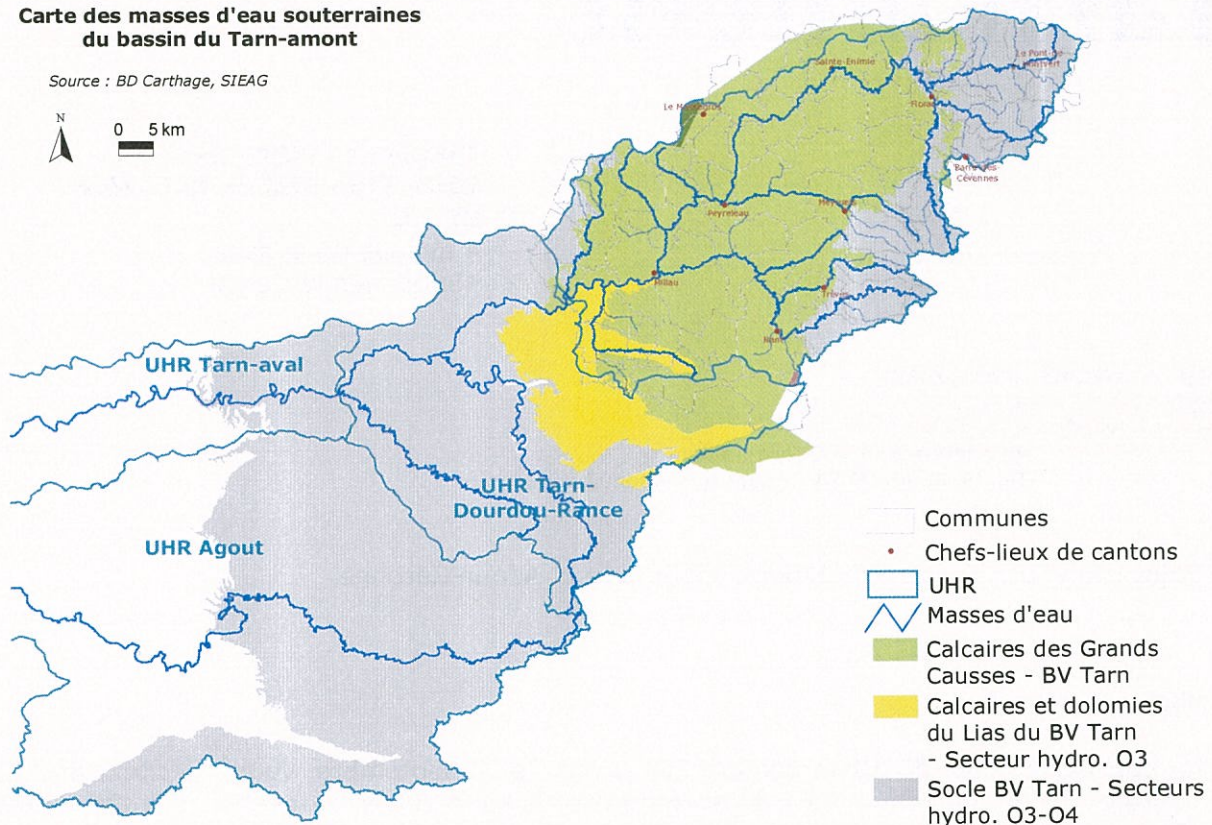 Carte des masses d'eau souterraines
du bassin du Tarn-amont
Source : BD Carthage, SIEAG
N
0 5 km
Sainte-Enimie
Le Pont-de
Florac
Barre-des
Cévennes
Peyreleau
Millau
Trèves
Nant
UHR Tarn-aval
UHR Tarn-
Dourdou-Rance
UHR Agout
Communes
Chefs-lieux de cantons
UHR
Masses d'eau
Calcaires des Grands
Causses - BV Tarn
Calcaires et dolomies
du Lias du BV Tarn
- Secteur hydro. O3
Socle BV Tarn - Secteurs
hydro. O3-O4